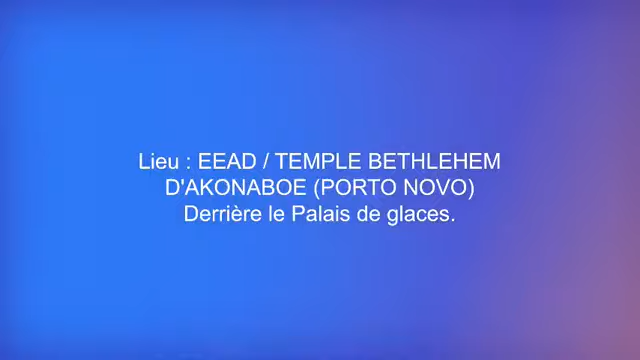 Lieu : EEAD / TEMPLE BETHLEHEM
D'AKONABOE (PORTO NOVO)
Derrière le Palais de glaces.